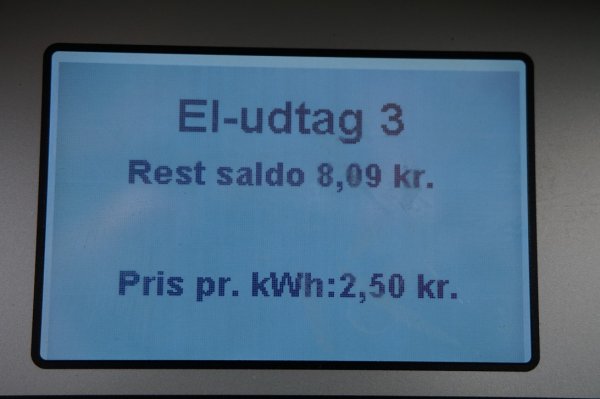 El-udtag 3
Rest saldo 8,09 kr.
Pris pr. kWh:2,50 kr.